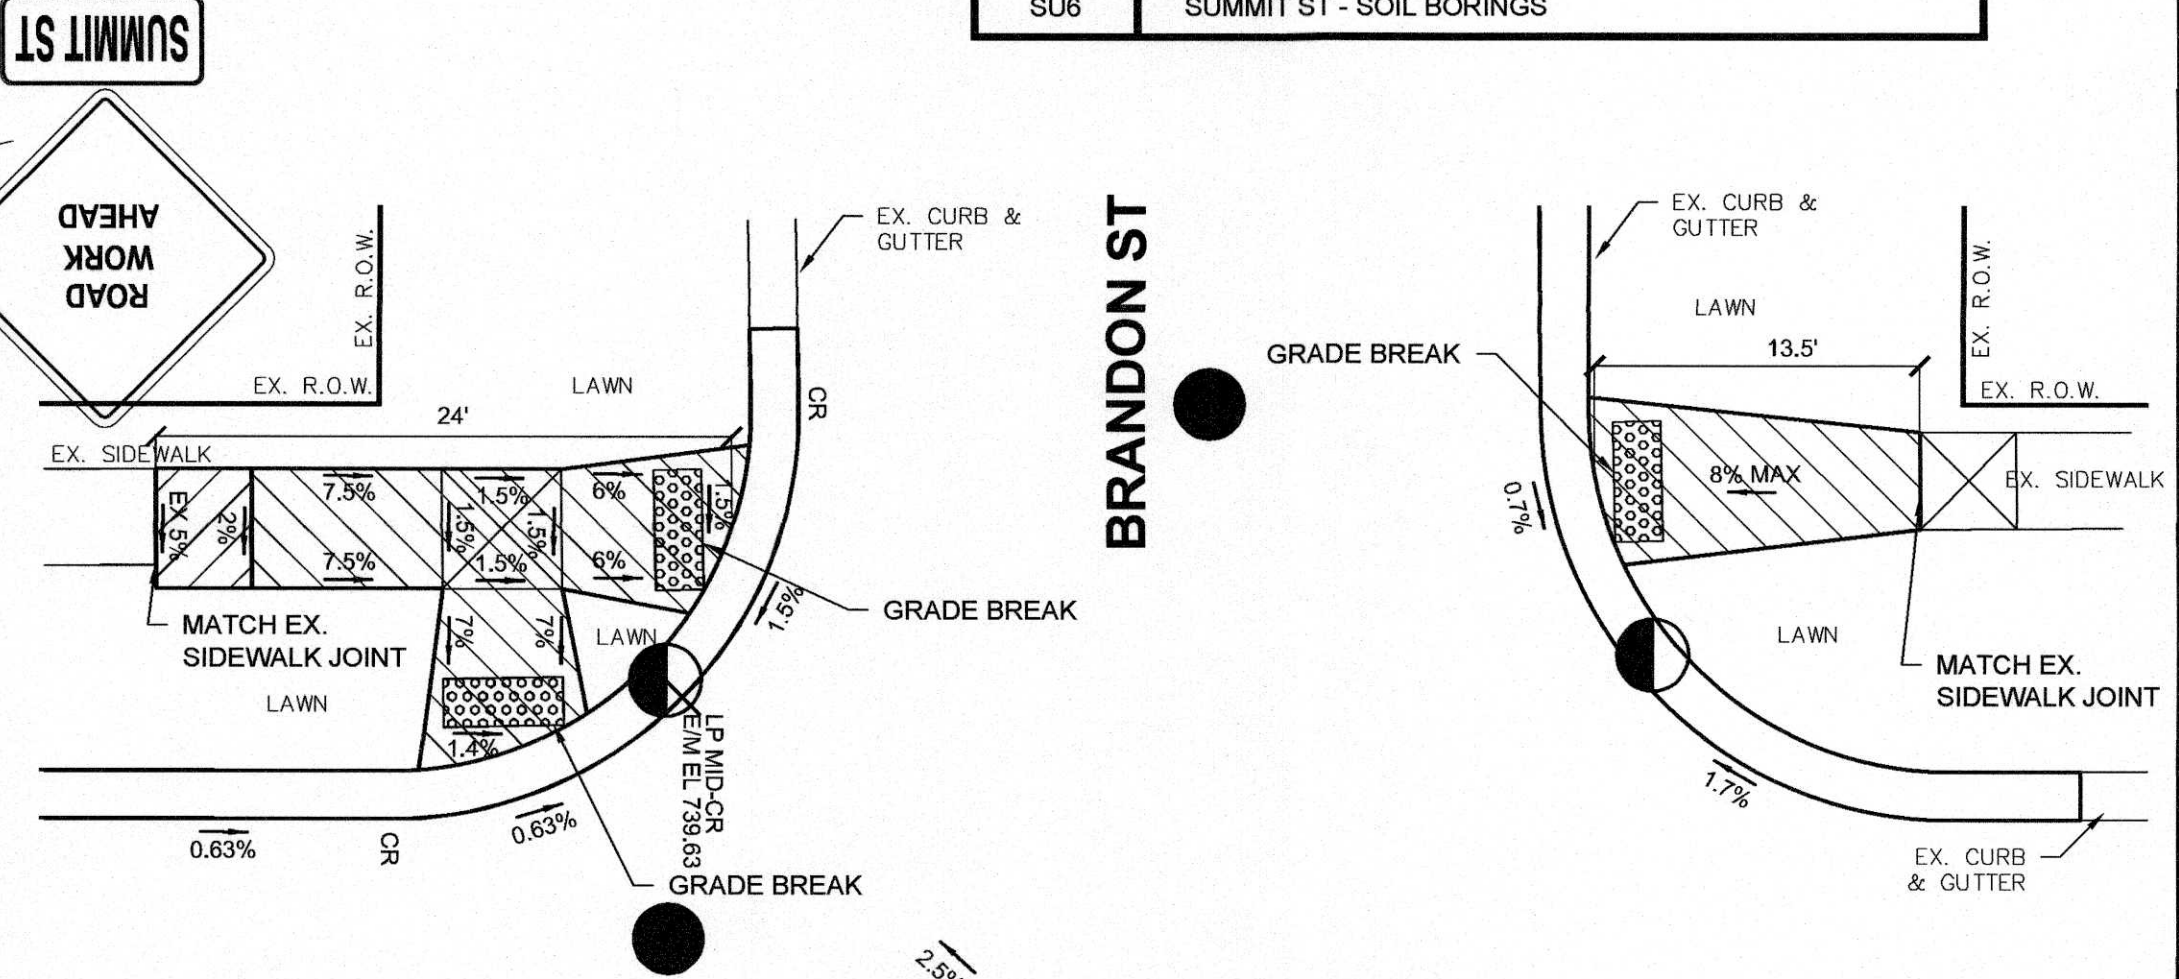 SU6 SUMMIT ST - SOIL BORINGS
SUMMIT ST
ROAD
WORK
AHEAD
EX. R.O.W.
EX. R.O.W.
LAWN
EX. CURB &
GUTTER
CR
24'
EX. SIDEWALK
EX 5%
2%
7.5%
7.5%
1.5%
1.5%
1.5%
1.5%
6%
6%
1.5%
7%
7%
1.4%
MATCH EX.
SIDEWALK JOINT
LAWN
LAWN
GRADE BREAK
1.5%
LP MID-CR
E/M EL 739.63
0.63%
0.63%
CR
GRADE BREAK
2.5%
BRANDON ST
EX. CURB &
GUTTER
LAWN
EX. R.O.W.
EX. R.O.W.
GRADE BREAK
13.5'
8% MAX
EX. SIDEWALK
0.7%
LAWN
MATCH EX.
SIDEWALK JOINT
1.7%
EX. CURB
& GUTTER